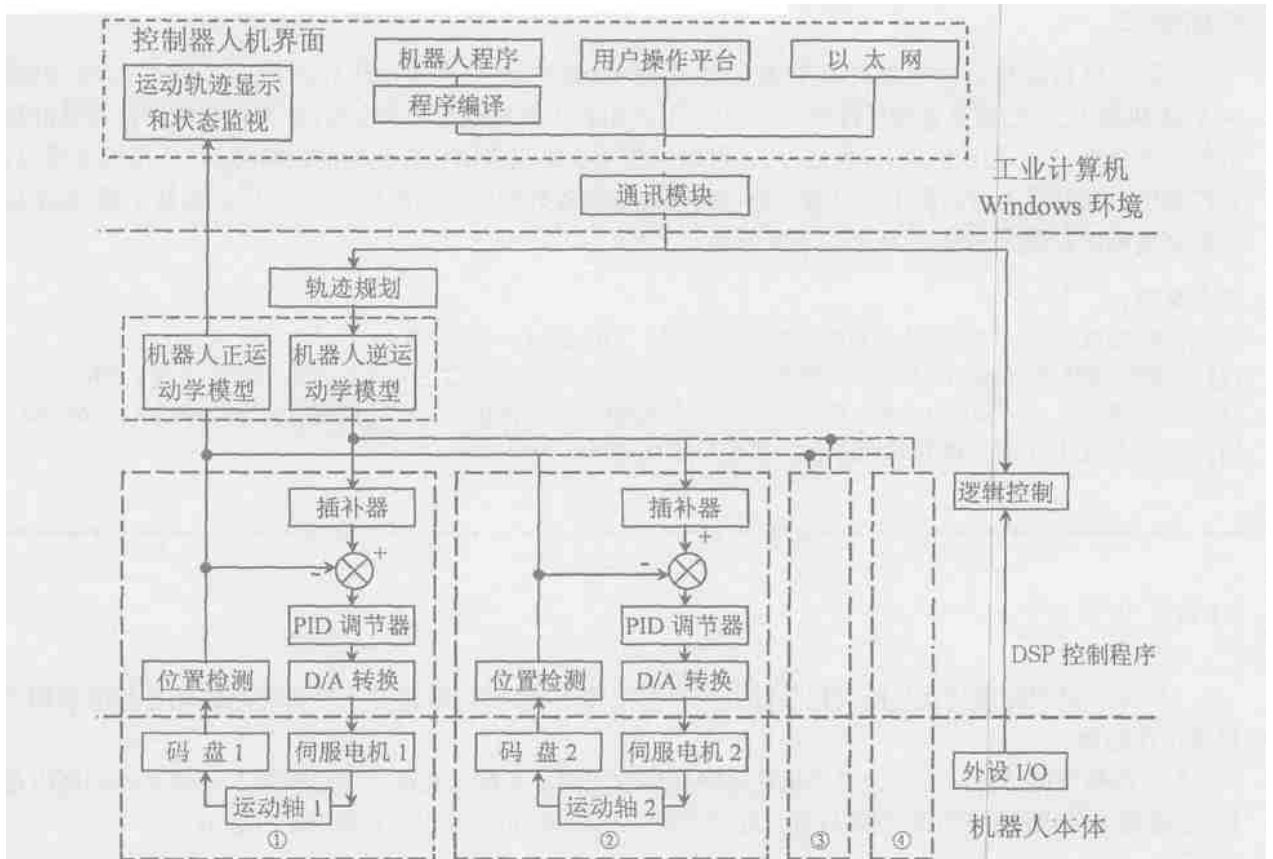 控制器人机界面
运动轨迹显示
和状态监视
机器人程序
程序编译
用户操作平台
以 太 网
通讯模块
工业计算机
Windows 环境
轨迹规划
机器人正运
动学模型
机器人逆运
动学模型
插补器
+
-
PID 调节器
位置检测
D/A 转换
码 盘 1
伺服电机 1
运动轴 1
①
插补器
+
-
PID 调节器
位置检测
D/A 转换
码 盘 2
伺服电机 2
运动轴 2
②
③
④
逻辑控制
DSP 控制程序
外设 I/O
机器人本体